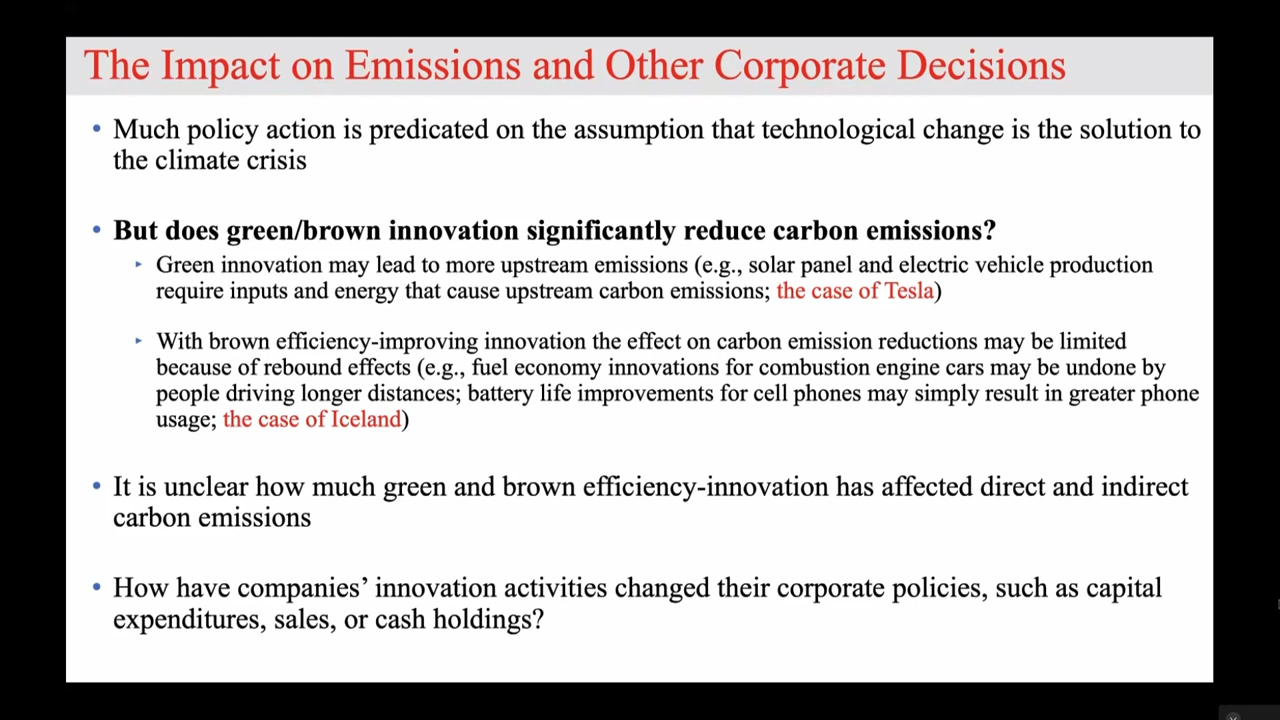 The Impact on Emissions and Other Corporate Decisions
• Much policy action is predicated on the assumption that technological change is the solution to
the climate crisis
• But does green/brown innovation significantly reduce carbon emissions?
▸ Green innovation may lead to more upstream emissions (e.g., solar panel and electric vehicle production
require inputs and energy that cause upstream carbon emissions; the case of Tesla)
▸ With brown efficiency-improving innovation the effect on carbon emission reductions may be limited
because of rebound effects (e.g., fuel economy innovations for combustion engine cars may be undone by
people driving longer distances; battery life improvements for cell phones may simply result in greater phone
usage; the case of Iceland)
• It is unclear how much green and brown efficiency-innovation has affected direct and indirect
carbon emissions
• How have companies’ innovation activities changed their corporate policies, such as capital
expenditures, sales, or cash holdings?